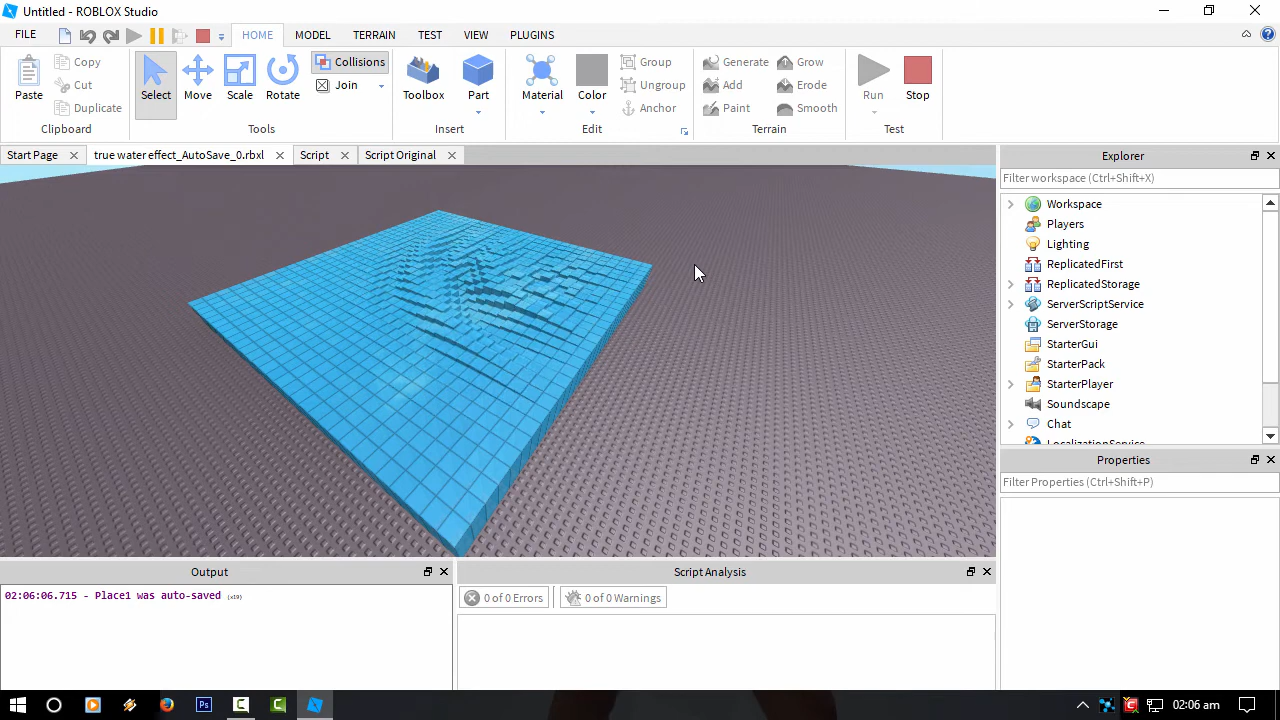 Untitled - ROBLOX Studio
FILE HOME MODEL TERRAIN TEST VIEW PLUGINS
Paste Copy Cut Duplicate Select Move Scale Rotate Collisions Join Toolbox Part Material Color Group Ungroup Anchor Generate Add Paint Grow Erode Smooth Run Stop
Clipboard Tools Insert Edit Terrain Test
Start Page true water effect_AutoSave_0.rbxl Script Script Original
Explorer
Filter workspace (Ctrl+Shift+X)
Workspace
Players
Lighting
ReplicatedFirst
ReplicatedStorage
ServerScriptService
ServerStorage
StarterGui
StarterPack
StarterPlayer
Soundscape
Chat
LocalizationService
Properties
Filter Properties (Ctrl+Shift+P)
Output
02:06:06.715 - Place1 was auto-saved (x19)
Script Analysis
0 of 0 Errors 0 of 0 Warnings
Ps
02:06 am